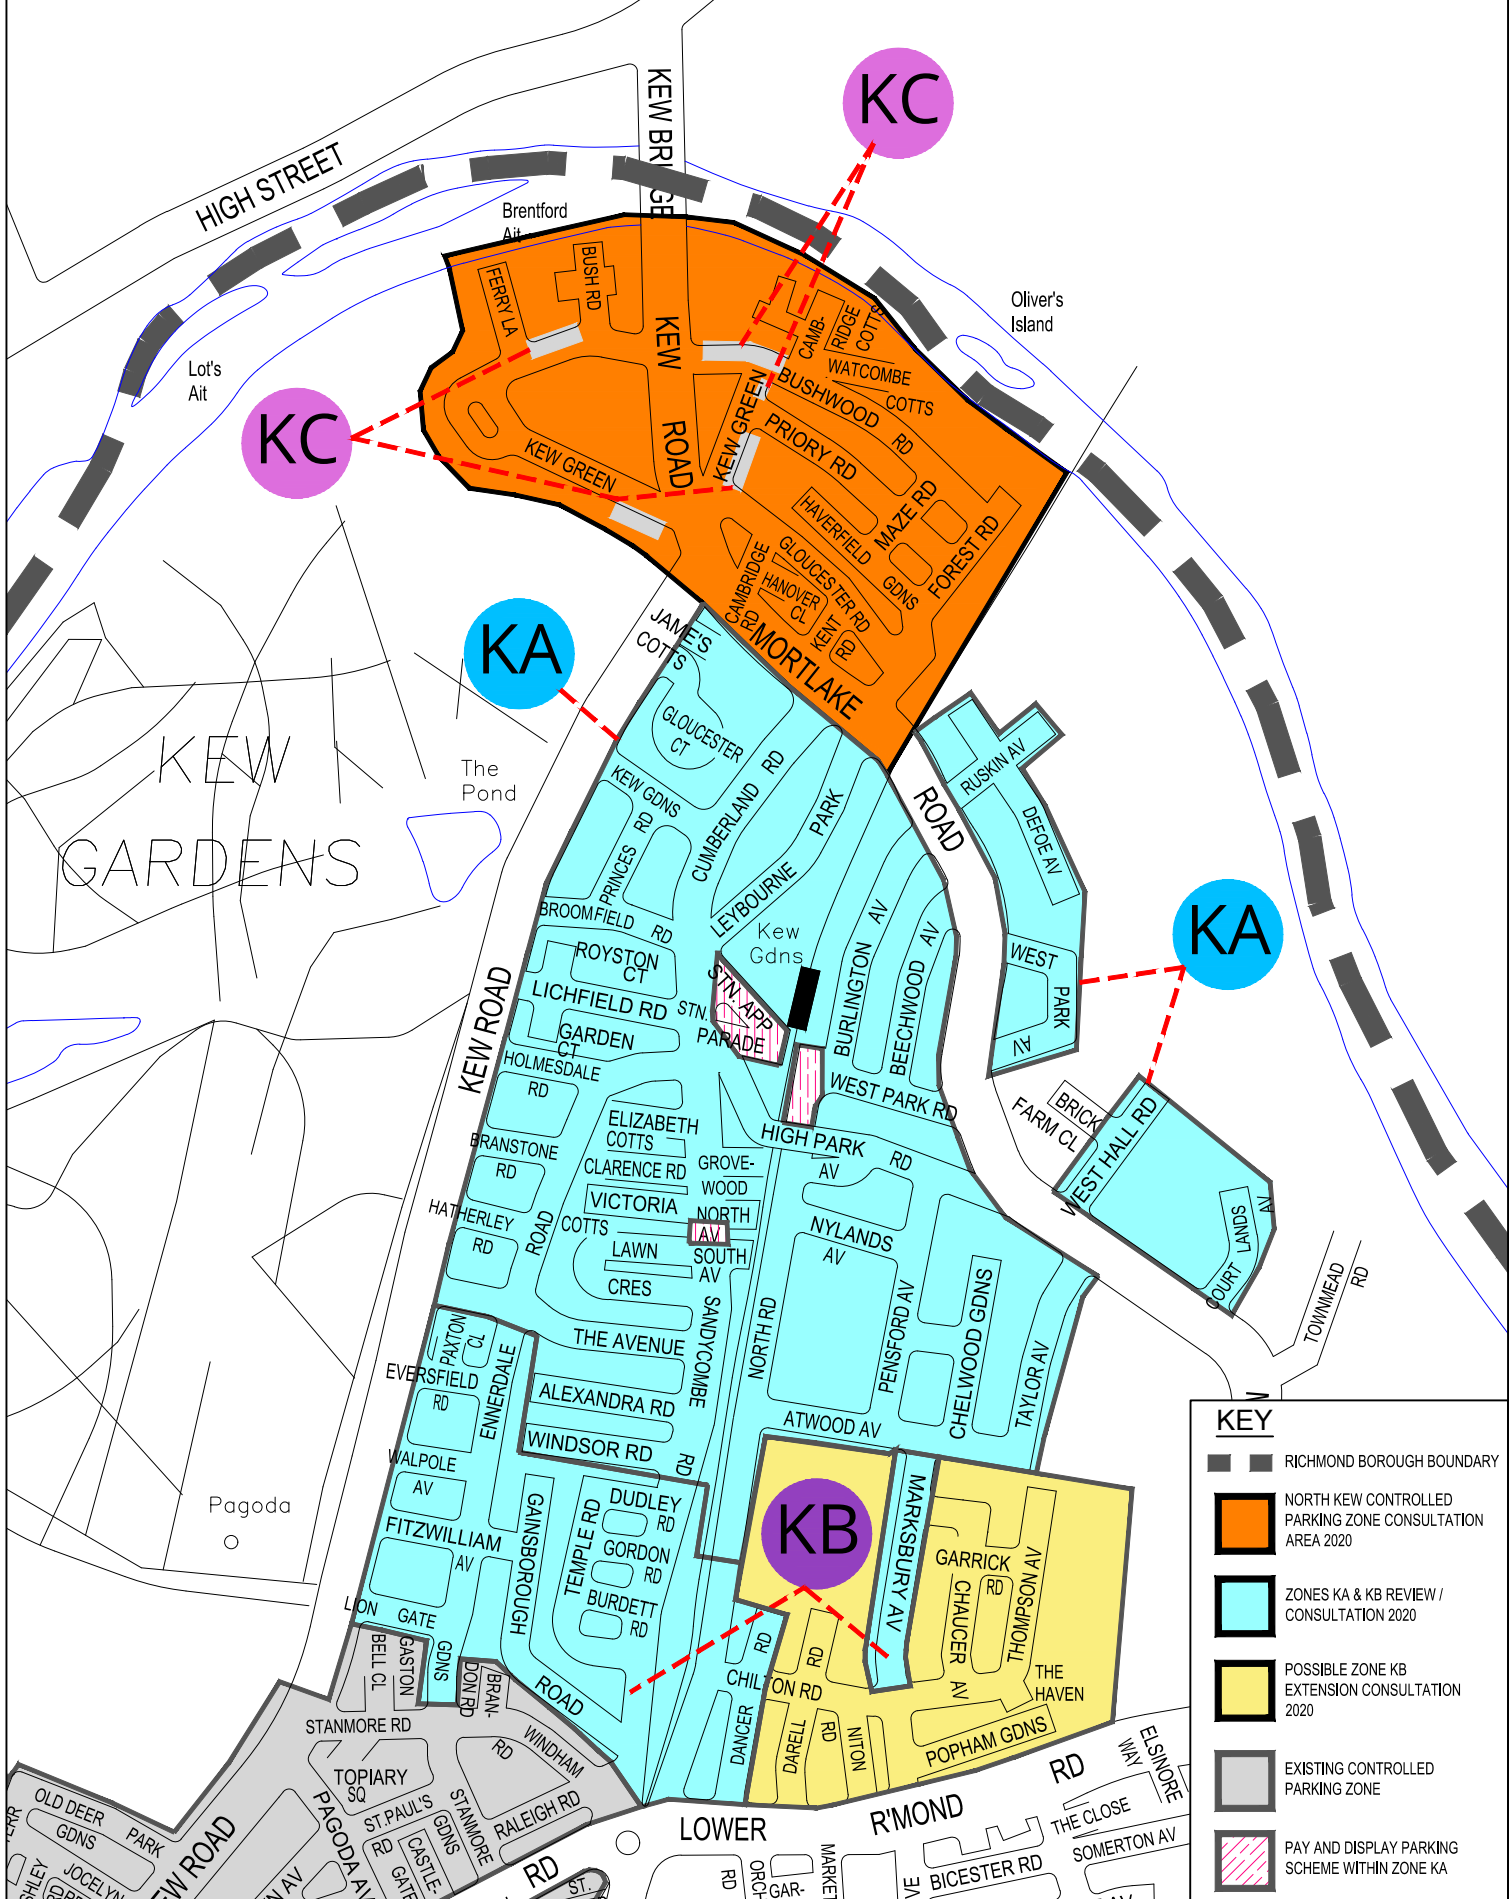 KC
KEW BRIDGE
HIGH STREET
Brentford
Ait
BUSH RD
FERRY LA
Oliver's
Island
Lot's
Ait
KEW
ROAD
CAMB-
RIDGE
COTTS
WATCOMBE
COTTS
KC
KEW GREEN
BUSHWOOD
RD
KEW GREEN
PRIORY RD
MAZE RD
HAVERFIELD
GDNS
FOREST RD
GLOUCESTER RD
CAMBRIDGE
RD
HANOVER
CL
KENT
RD
MORTLAKE
ROAD
KA
JAME'S
COTTS
GLOUCESTER
CT
KEW
GARDENS
The
Pond
KEW GDNS
RD
PRINCES
RD
CUMBERLAND
RD
PARK
LEYBOURNE
RUSKIN AV
DEFOE AV
KA
BROOMFIELD
RD
Kew
Gdns
BURLINGTON
AV
BEECHWOOD
AV
WEST
PARK
AV
ROYSTON
CT
LICHFIELD RD
STN.
PARADE
STN. APP
GARDEN
CT
KEW ROAD
HOLMESDALE
RD
WEST PARK RD
HIGH PARK
RD
BRICK
FARM CL
WEST HALL RD
ELIZABETH
COTTS
BRANSTONE
RD
CLARENCE RD
GROVE-
WOOD
AV
VICTORIA
COTTS
NORTH
AV
HATHERLEY
RD
ROAD
LAWN
CRES
SOUTH
AV
NYLANDS
AV
COURT
LANDS
AV
TOWNMEAD
RD
THE AVENUE
SANDYCOMBE
RD
NORTH RD
PENSFORD AV
CHELWOOD GDNS
TAYLOR AV
PAXTON
CL
EVERSFIELD
RD
ENNERDALE
ALEXANDRA RD
WINDSOR RD
ATWOOD AV
WALPOLE
AV
Pagoda
FITZWILLIAM
AV
GAINSBOROUGH
ROAD
TEMPLE RD
DUDLEY
RD
GORDON
RD
BURDETT
RD
KB
MARKSBURY AV
GARRICK
RD
CHAUCER
AV
THOMPSON AV
LION
GATE
GDNS
BELL CL
GASTON
BRAN-
DON RD
RD
CHILTON RD
RD
THE
HAVEN
DANCER
DARELL
RD
NITON
POPHAM GDNS
STANMORE RD
RD
WINDHAM
TOPIARY
SQ
ST.PAUL'S
RD
STANMORE
GDNS
RALEIGH RD
CASTLE-
GATE
OLD DEER
PARK
GDNS
JOCELYN
PAGODA AV
LOWER
R'MOND
RD
RD
ELSINORE
WAY
THE CLOSE
SOMERTON AV
BICESTER RD
MARKET
ORCH
RD
GAR-
ST.
KEY
RICHMOND BOROUGH BOUNDARY
NORTH KEW CONTROLLED
PARKING ZONE CONSULTATION
AREA 2020
ZONES KA & KB REVIEW /
CONSULTATION 2020
POSSIBLE ZONE KB
EXTENSION CONSULTATION
2020
EXISTING CONTROLLED
PARKING ZONE
PAY AND DISPLAY PARKING
SCHEME WITHIN ZONE KA